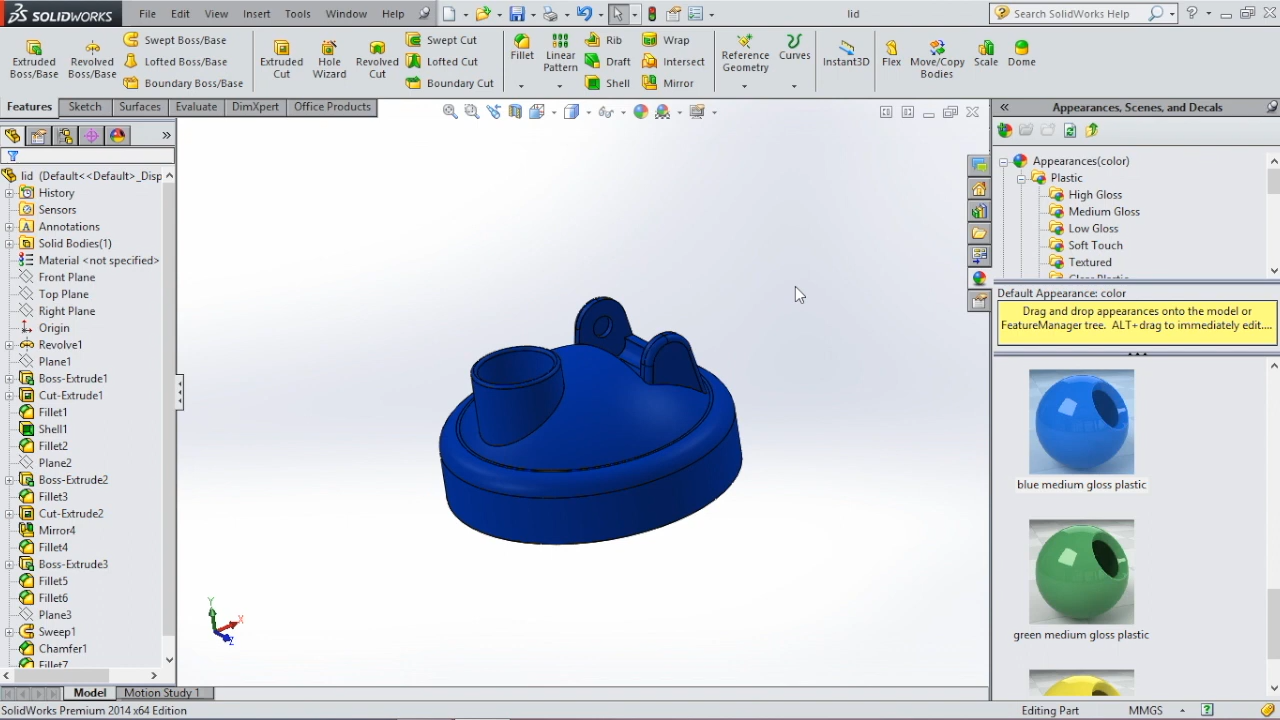 SOLIDWORKS
File Edit View Insert Tools Window Help
lid
Search SolidWorks Help
Extruded Boss/Base
Revolved Boss/Base
Swept Boss/Base
Lofted Boss/Base
Boundary Boss/Base
Extruded Cut
Hole Wizard
Revolved Cut
Swept Cut
Lofted Cut
Boundary Cut
Fillet
Linear Pattern
Rib
Draft
Shell
Wrap
Intersect
Mirror
Reference Geometry
Curves
Instant3D
Flex
Move/Copy Bodies
Scale
Dome
Features Sketch Surfaces Evaluate DimXpert Office Products
lid (Default<<Default>_Disp
History
Sensors
Annotations
Solid Bodies(1)
Material <not specified>
Front Plane
Top Plane
Right Plane
Origin
Revolve1
Plane1
Boss-Extrude1
Cut-Extrude1
Fillet1
Shell1
Fillet2
Plane2
Boss-Extrude2
Fillet3
Cut-Extrude2
Mirror4
Fillet4
Boss-Extrude3
Fillet5
Fillet6
Plane3
Sweep1
Chamfer1
Fillet7
Y
X
Z
Appearances, Scenes, and Decals
Appearances(color)
Plastic
High Gloss
Medium Gloss
Low Gloss
Soft Touch
Textured
Default Appearance: color
Drag and drop appearances onto the model or
FeatureManager tree. ALT+drag to immediately edit....
blue medium gloss plastic
green medium gloss plastic
Model Motion Study 1
SolidWorks Premium 2014 x64 Edition
Editing Part
MMGS